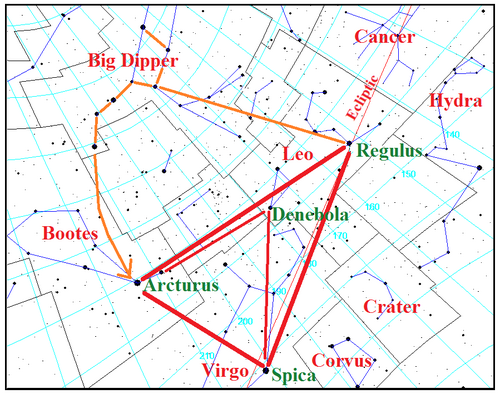 Cancer
Big Dipper
Ecliptic
Hydra
140
Leo
Regulus
150
160
Denebola
Bootes
170
Arcturus
190
Crater
200
210
Virgo
Spica
Corvus